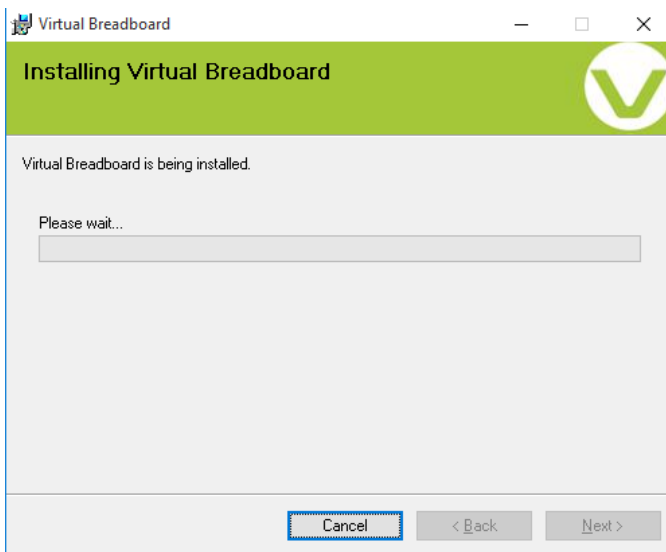 Virtual Breadboard
Installing Virtual Breadboard
Virtual Breadboard is being installed.
Please wait...
Cancel
< Back
Next >